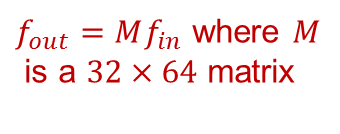 f_out = M f_in where M
is a 32 × 64 matrix